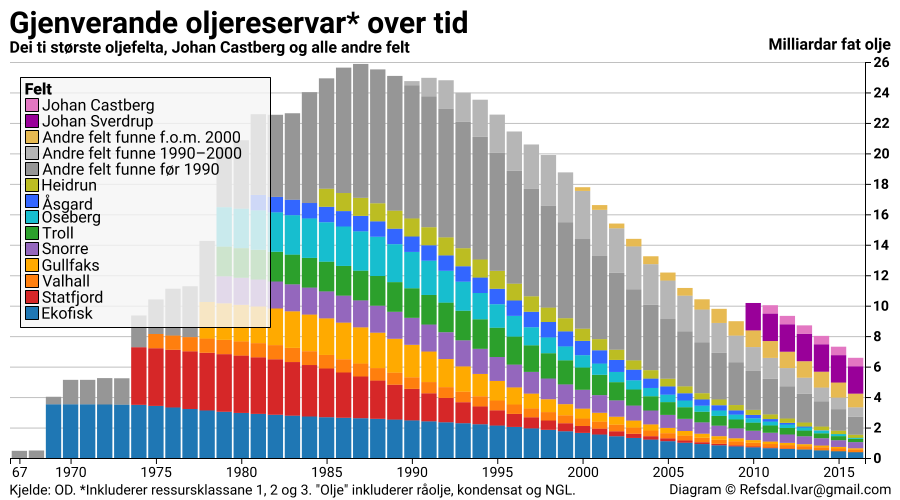 Gjenverande oljereservar* over tid
Dei ti største oljefelta, Johan Castberg og alle andre felt
Milliardar fat olje
Felt
Johan Castberg
Johan Sverdrup
Andre felt funne f.o.m. 2000
Andre felt funne 1990–2000
Andre felt funne før 1990
Heidrun
Åsgard
Oseberg
Troll
Snorre
Gullfaks
Valhall
Statfjord
Ekofisk
26
24
22
20
18
16
14
12
10
8
6
4
2
0
67 1970 1975 1980 1985 1990 1995 2000 2005 2010 2015
Kjelde: OD. *Inkluderer ressursklassane 1, 2 og 3. "Olje" inkluderer råolje, kondensat og NGL.
Diagram © Refsdal.Ivar@gmail.com